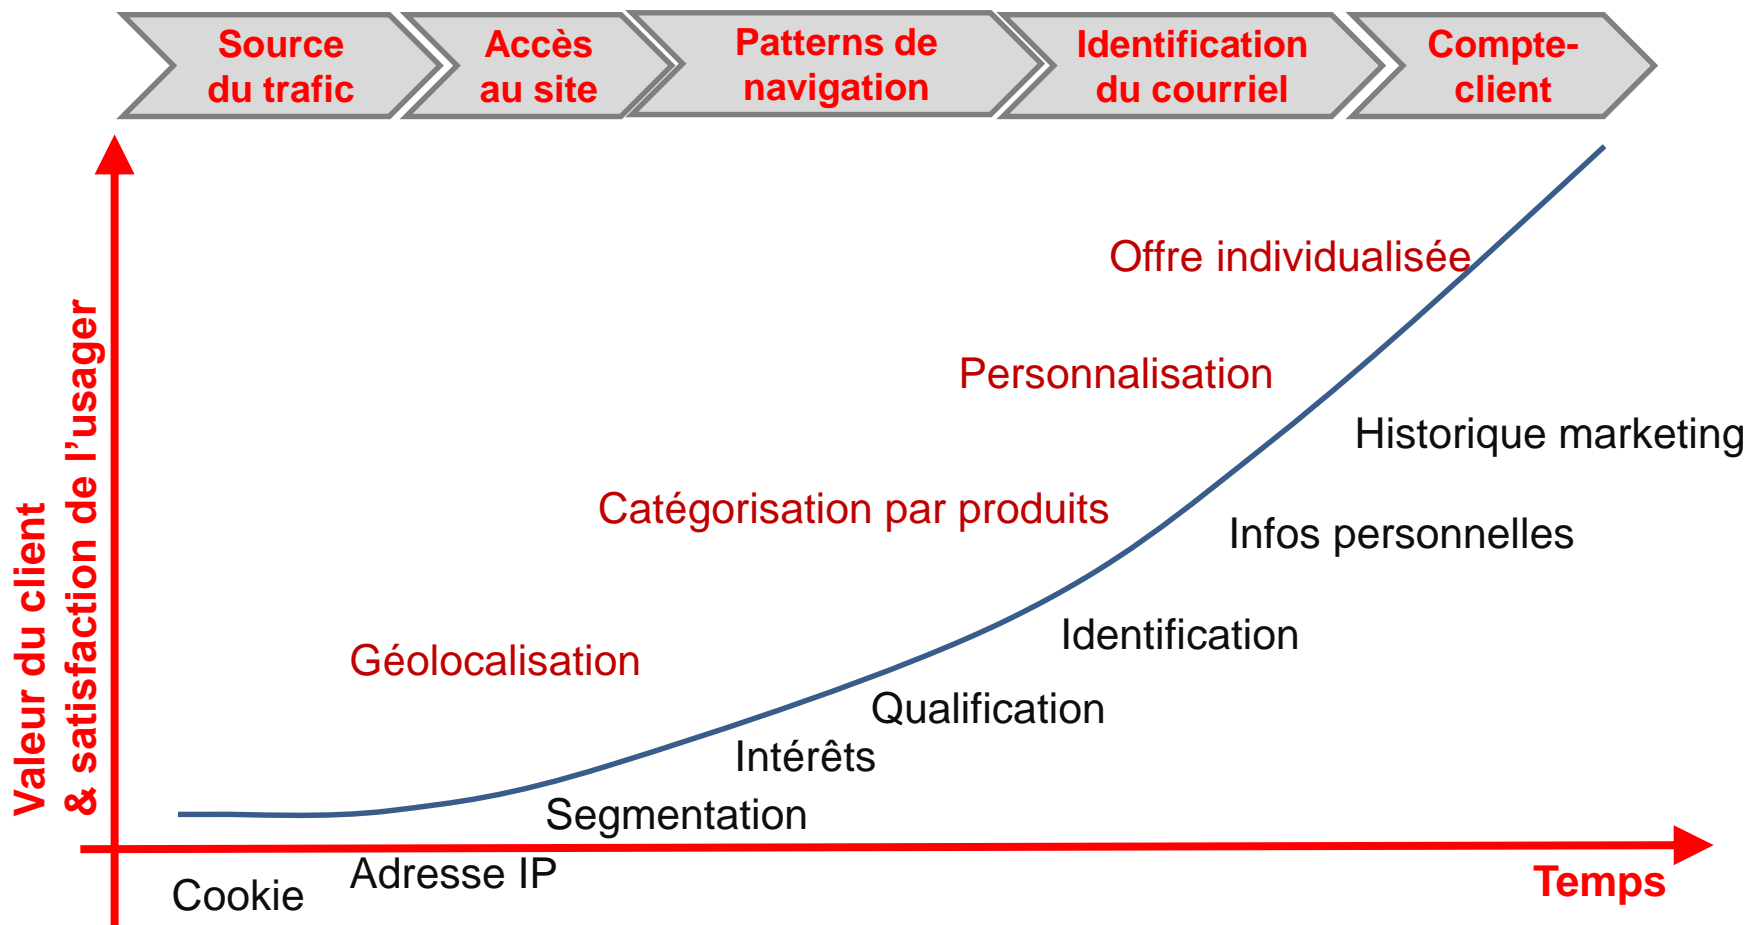 Source
du trafic
Accès
au site
Patterns de
navigation
Identification
du courriel
Compte-
client
Valeur du client
& satisfaction de l'usager
Offre individualisée
Personnalisation
Historique marketing
Catégorisation par produits
Infos personnelles
Identification
Géolocalisation
Qualification
Intérêts
Segmentation
Adresse IP
Cookie
Temps